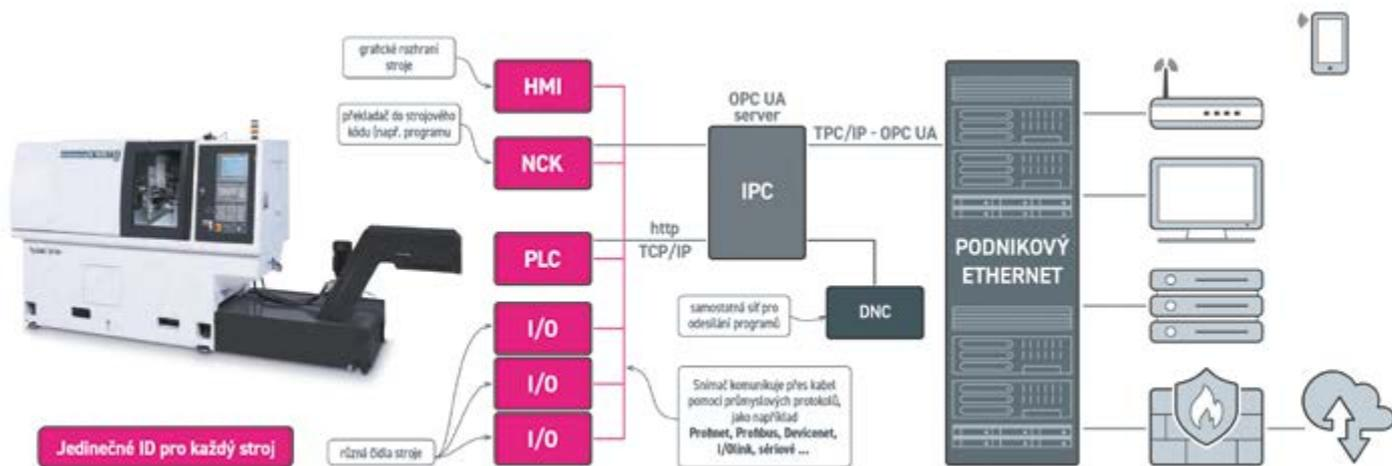 grafické rozhraní
stroje
HMI
překladač do strojového
kódu (např. programu
NCK
PLC
I/O
I/O
I/O
různá čidla stroje
Jedinečné ID pro každý stroj
OPC UA
server
IPC
http
TCP/IP
TPC/IP - OPC UA
samostatná síť pro
odesílání programů
DNC
Snímač komunikuje přes kabel
pomocí průmyslových protokolů,
jako například
Profinet, Profibus, Devicenet,
I/Olink, sériové ...
PODNIKOVÝ
ETHERNET